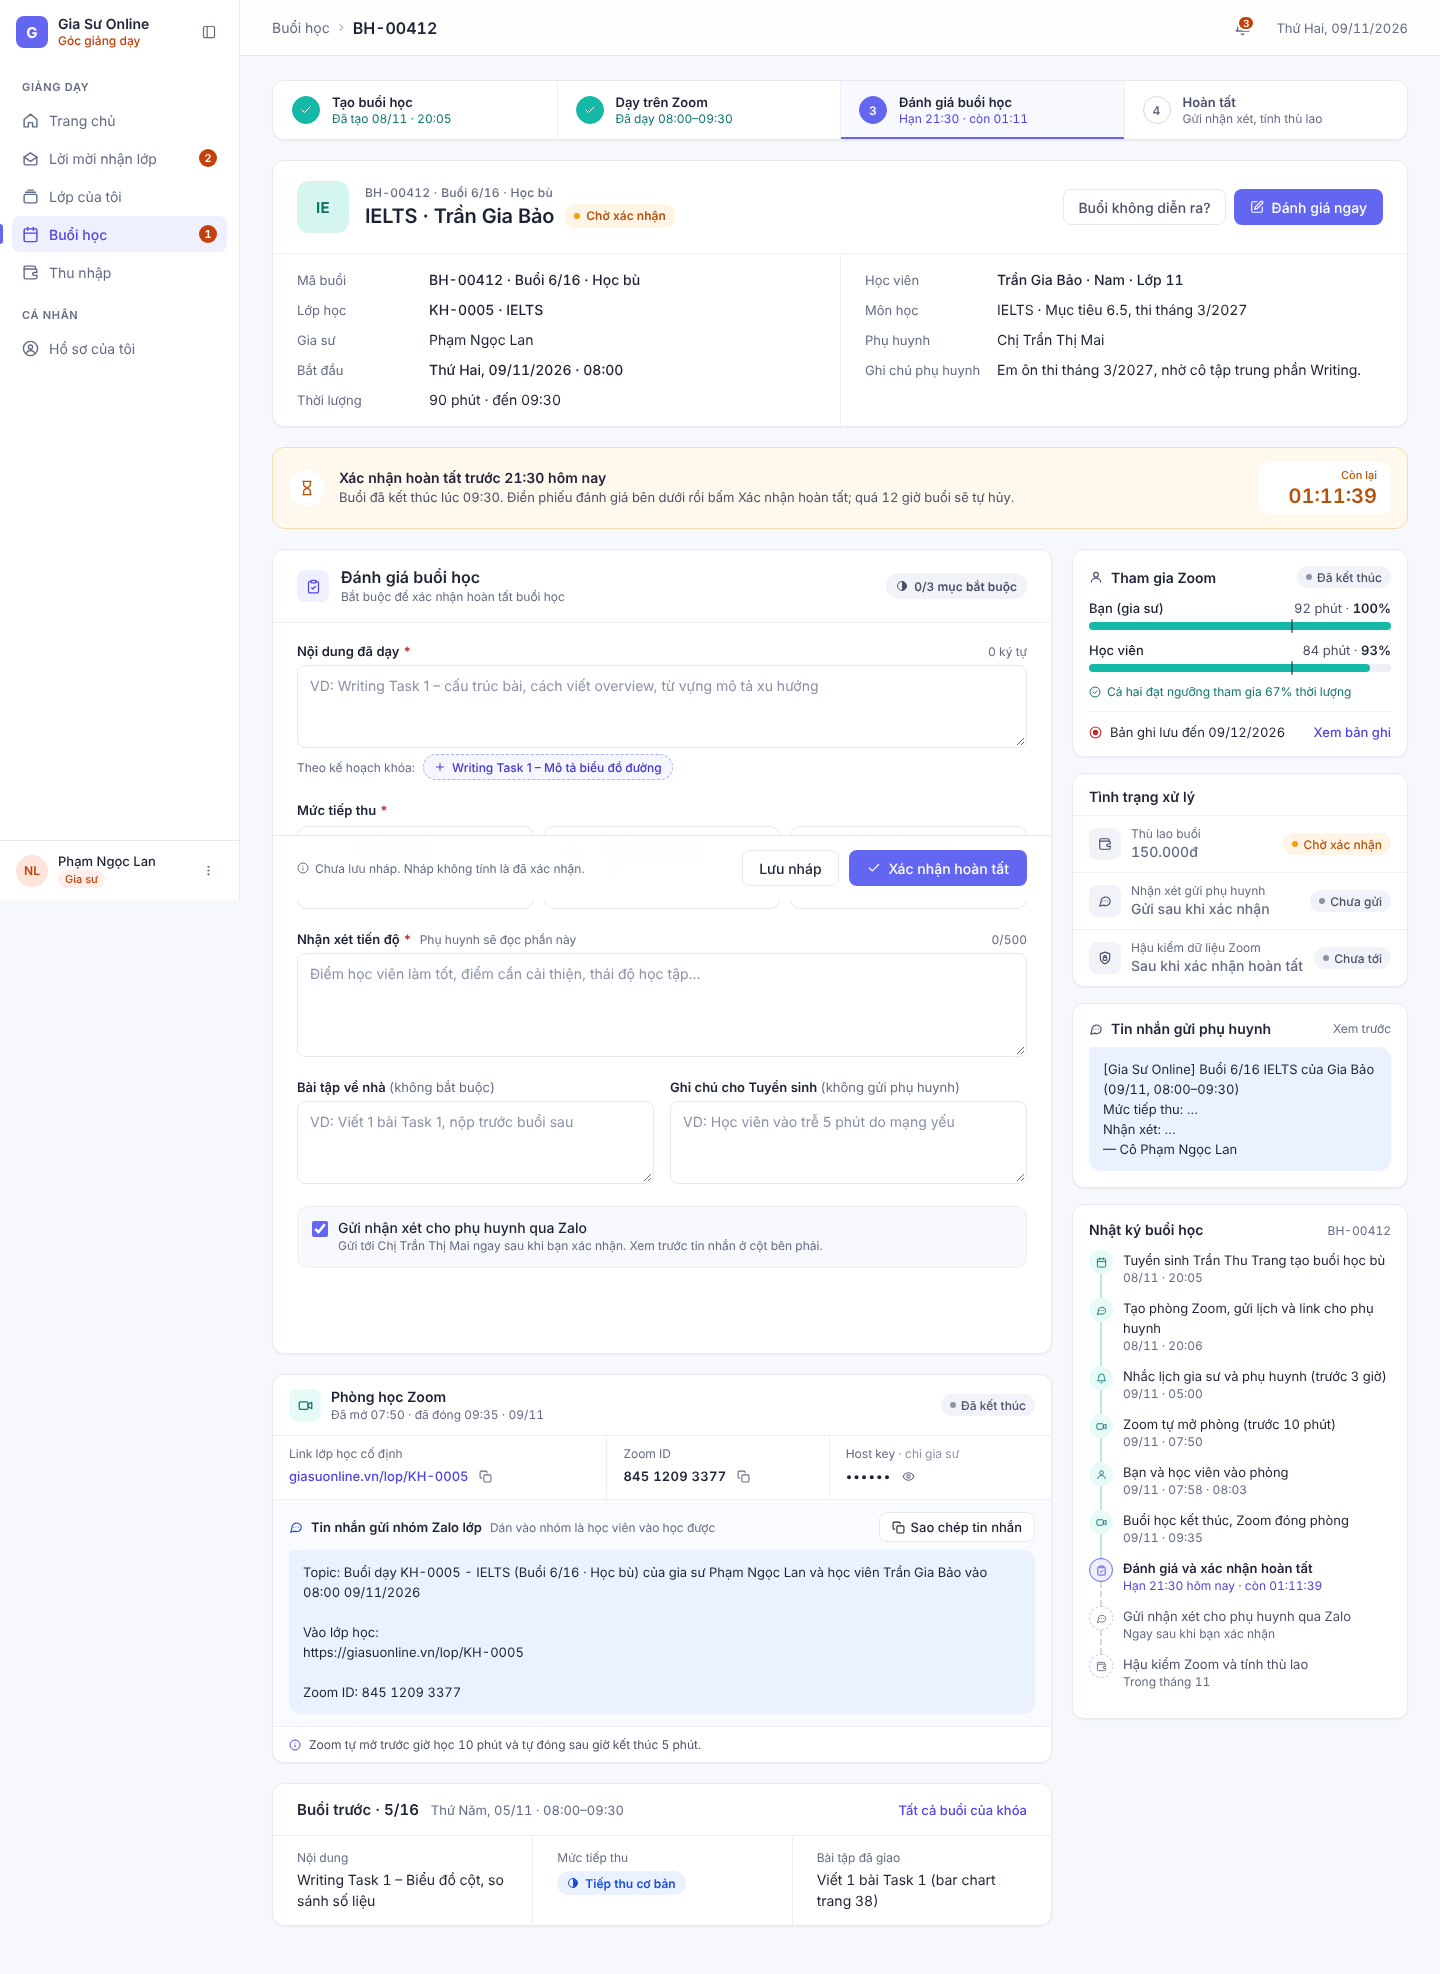 G
Gia Sư Online
Góc giảng dạy
GIẢNG DẠY
Trang chủ
Lời mời nhận lớp
2
Lớp của tôi
Buổi học
1
Thu nhập
CÁ NHÂN
Hồ sơ của tôi
NL
Phạm Ngọc Lan
Gia sư
Buổi học
BH-00412
3
Thứ Hai, 09/11/2026
Tạo buổi học
Đã tạo 08/11 · 20:05
Dạy trên Zoom
Đã dạy 08:00–09:30
3
Đánh giá buổi học
Hạn 21:30 · còn 01:11
4
Hoàn tất
Gửi nhận xét, tính thù lao
IE
BH-00412 · Buổi 6/16 · Học bù
IELTS · Trần Gia Bảo
Chờ xác nhận
Buổi không diễn ra?
Đánh giá ngay
Mã buổi
BH-00412 · Buổi 6/16 · Học bù
Lớp học
KH-0005 · IELTS
Gia sư
Phạm Ngọc Lan
Bắt đầu
Thứ Hai, 09/11/2026 · 08:00
Thời lượng
90 phút · đến 09:30
Học viên
Trần Gia Bảo · Nam · Lớp 11
Môn học
IELTS · Mục tiêu 6.5, thi tháng 3/2027
Phụ huynh
Chị Trần Thị Mai
Ghi chú phụ huynh
Em ôn thi tháng 3/2027, nhờ cô tập trung phần Writing.
Xác nhận hoàn tất trước 21:30 hôm nay
Buổi đã kết thúc lúc 09:30. Điền phiếu đánh giá bên dưới rồi bấm Xác nhận hoàn tất; quá 12 giờ buổi sẽ tự hủy.
Còn lại
01:11:39
Đánh giá buổi học
Bắt buộc để xác nhận hoàn tất buổi học
0/3 mục bắt buộc
Nội dung đã dạy *
0 ký tự
VD: Writing Task 1 – cấu trúc bài, cách viết overview, từ vựng mô tả xu hướng
Theo kế hoạch khóa:
Writing Task 1 – Mô tả biểu đồ đường
Mức tiếp thu *
Chưa lưu nháp. Nháp không tính là đã xác nhận.
Lưu nháp
Xác nhận hoàn tất
Nhận xét tiến độ *
Phụ huynh sẽ đọc phần này
0/500
Điểm học viên làm tốt, điểm cần cải thiện, thái độ học tập...
Bài tập về nhà (không bắt buộc)
VD: Viết 1 bài Task 1, nộp trước buổi sau
Ghi chú cho Tuyển sinh (không gửi phụ huynh)
VD: Học viên vào trễ 5 phút do mạng yếu
Gửi nhận xét cho phụ huynh qua Zalo
Gửi tới Chị Trần Thị Mai ngay sau khi bạn xác nhận. Xem trước tin nhắn ở cột bên phải.
Phòng học Zoom
Đã mở 07:50 · đã đóng 09:35 · 09/11
Đã kết thúc
Link lớp học cố định
giasuonline.vn/lop/KH-0005
Zoom ID
845 1209 3377
Host key · chỉ gia sư
••••••
Tin nhắn gửi nhóm Zalo lớp
Dán vào nhóm là học viên vào học được
Sao chép tin nhắn
Topic: Buổi dạy KH-0005 - IELTS (Buổi 6/16 · Học bù) của gia sư Phạm Ngọc Lan và học viên Trần Gia Bảo vào
08:00 09/11/2026
Vào lớp học:
https://giasuonline.vn/lop/KH-0005
Zoom ID: 845 1209 3377
Zoom tự mở trước giờ học 10 phút và tự đóng sau giờ kết thúc 5 phút.
Buổi trước · 5/16
Thứ Năm, 05/11 · 08:00–09:30
Tất cả buổi của khóa
Nội dung
Writing Task 1 – Biểu đồ cột, so
sánh số liệu
Mức tiếp thu
Tiếp thu cơ bản
Bài tập đã giao
Viết 1 bài Task 1 (bar chart
trang 38)
Tham gia Zoom
Đã kết thúc
Bạn (gia sư)
92 phút · 100%
Học viên
84 phút · 93%
Cả hai đạt ngưỡng tham gia 67% thời lượng
Bản ghi lưu đến 09/12/2026
Xem bản ghi
Tình trạng xử lý
Thù lao buổi
150.000đ
Chờ xác nhận
Nhận xét gửi phụ huynh
Gửi sau khi xác nhận
Chưa gửi
Hậu kiểm dữ liệu Zoom
Sau khi xác nhận hoàn tất
Chưa tới
Tin nhắn gửi phụ huynh
Xem trước
[Gia Sư Online] Buổi 6/16 IELTS của Gia Bảo
(09/11, 08:00–09:30)
Mức tiếp thu: ...
Nhận xét: ...
— Cô Phạm Ngọc Lan
Nhật ký buổi học
BH-00412
Tuyển sinh Trần Thu Trang tạo buổi học bù
08/11 · 20:05
Tạo phòng Zoom, gửi lịch và link cho phụ
huynh
08/11 · 20:06
Nhắc lịch gia sư và phụ huynh (trước 3 giờ)
09/11 · 05:00
Zoom tự mở phòng (trước 10 phút)
09/11 · 07:50
Bạn và học viên vào phòng
09/11 · 07:58 · 08:03
Buổi học kết thúc, Zoom đóng phòng
09/11 · 09:35
Đánh giá và xác nhận hoàn tất
Hạn 21:30 hôm nay · còn 01:11:39
Gửi nhận xét cho phụ huynh qua Zalo
Ngay sau khi bạn xác nhận
Hậu kiểm Zoom và tính thù lao
Trong tháng 11